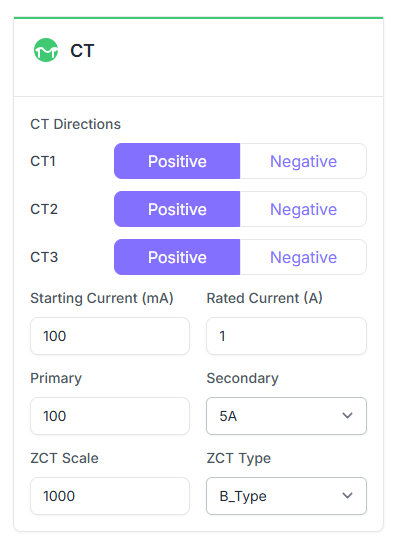 CT
CT Directions
CT1 Positive Negative
CT2 Positive Negative
CT3 Positive Negative
Starting Current (mA) Rated Current (A)
100 1
Primary Secondary
100 5A
ZCT Scale ZCT Type
1000 B_Type